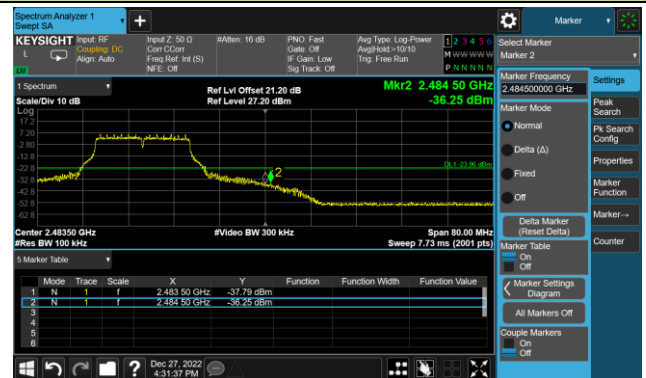 Spectrum Analyzer 1
Swept SA
Marker
KEYSIGHT
L
Input: RF
Coupling: DC
Align: Auto
Input Z: 50 Ω
Corr CCorr
Freq Ref: Int (S)
NFE: Off
#Atten: 16 dB
PNO: Fast
Gate: Off
IF Gain: Low
Sig Track: Off
Avg Type: Log-Power
Avg|Hold:>10/10
Trig: Free Run
1 2 3 4 5 6
M W W W W W
P N N N N N
1 Spectrum
Scale/Div 10 dB
Log
Ref Lvl Offset 21.20 dB
Ref Level 27.20 dBm
Mkr2 2.484 50 GHz
-36.25 dBm
17.2
7.20
-2.80
-12.8
-22.8
-32.8
-42.8
-52.8
-62.8
DL1 -23.96 dBm
2
Center 2.48350 GHz
#Res BW 100 kHz
#Video BW 300 kHz
Span 80.00 MHz
Sweep 7.73 ms (2001 pts)
5 Marker Table
Mode Trace Scale X Y Function Function Width Function Value
1 N 1 f 2.483 50 GHz -37.79 dBm
2 N 1 f 2.484 50 GHz -36.25 dBm
3
4
5
6
Select Marker
Marker 2
Marker Frequency
2.484500000 GHz
Marker Mode
Normal
Delta (Δ)
Fixed
Off
Delta Marker
(Reset Delta)
Marker Table
On
Off
Marker Settings
Diagram
All Markers Off
Couple Markers
On
Off
Settings
Peak
Search
Pk Search
Config
Properties
Marker
Function
Marker→
Counter
?
Dec 27, 2022
4:31:37 PM